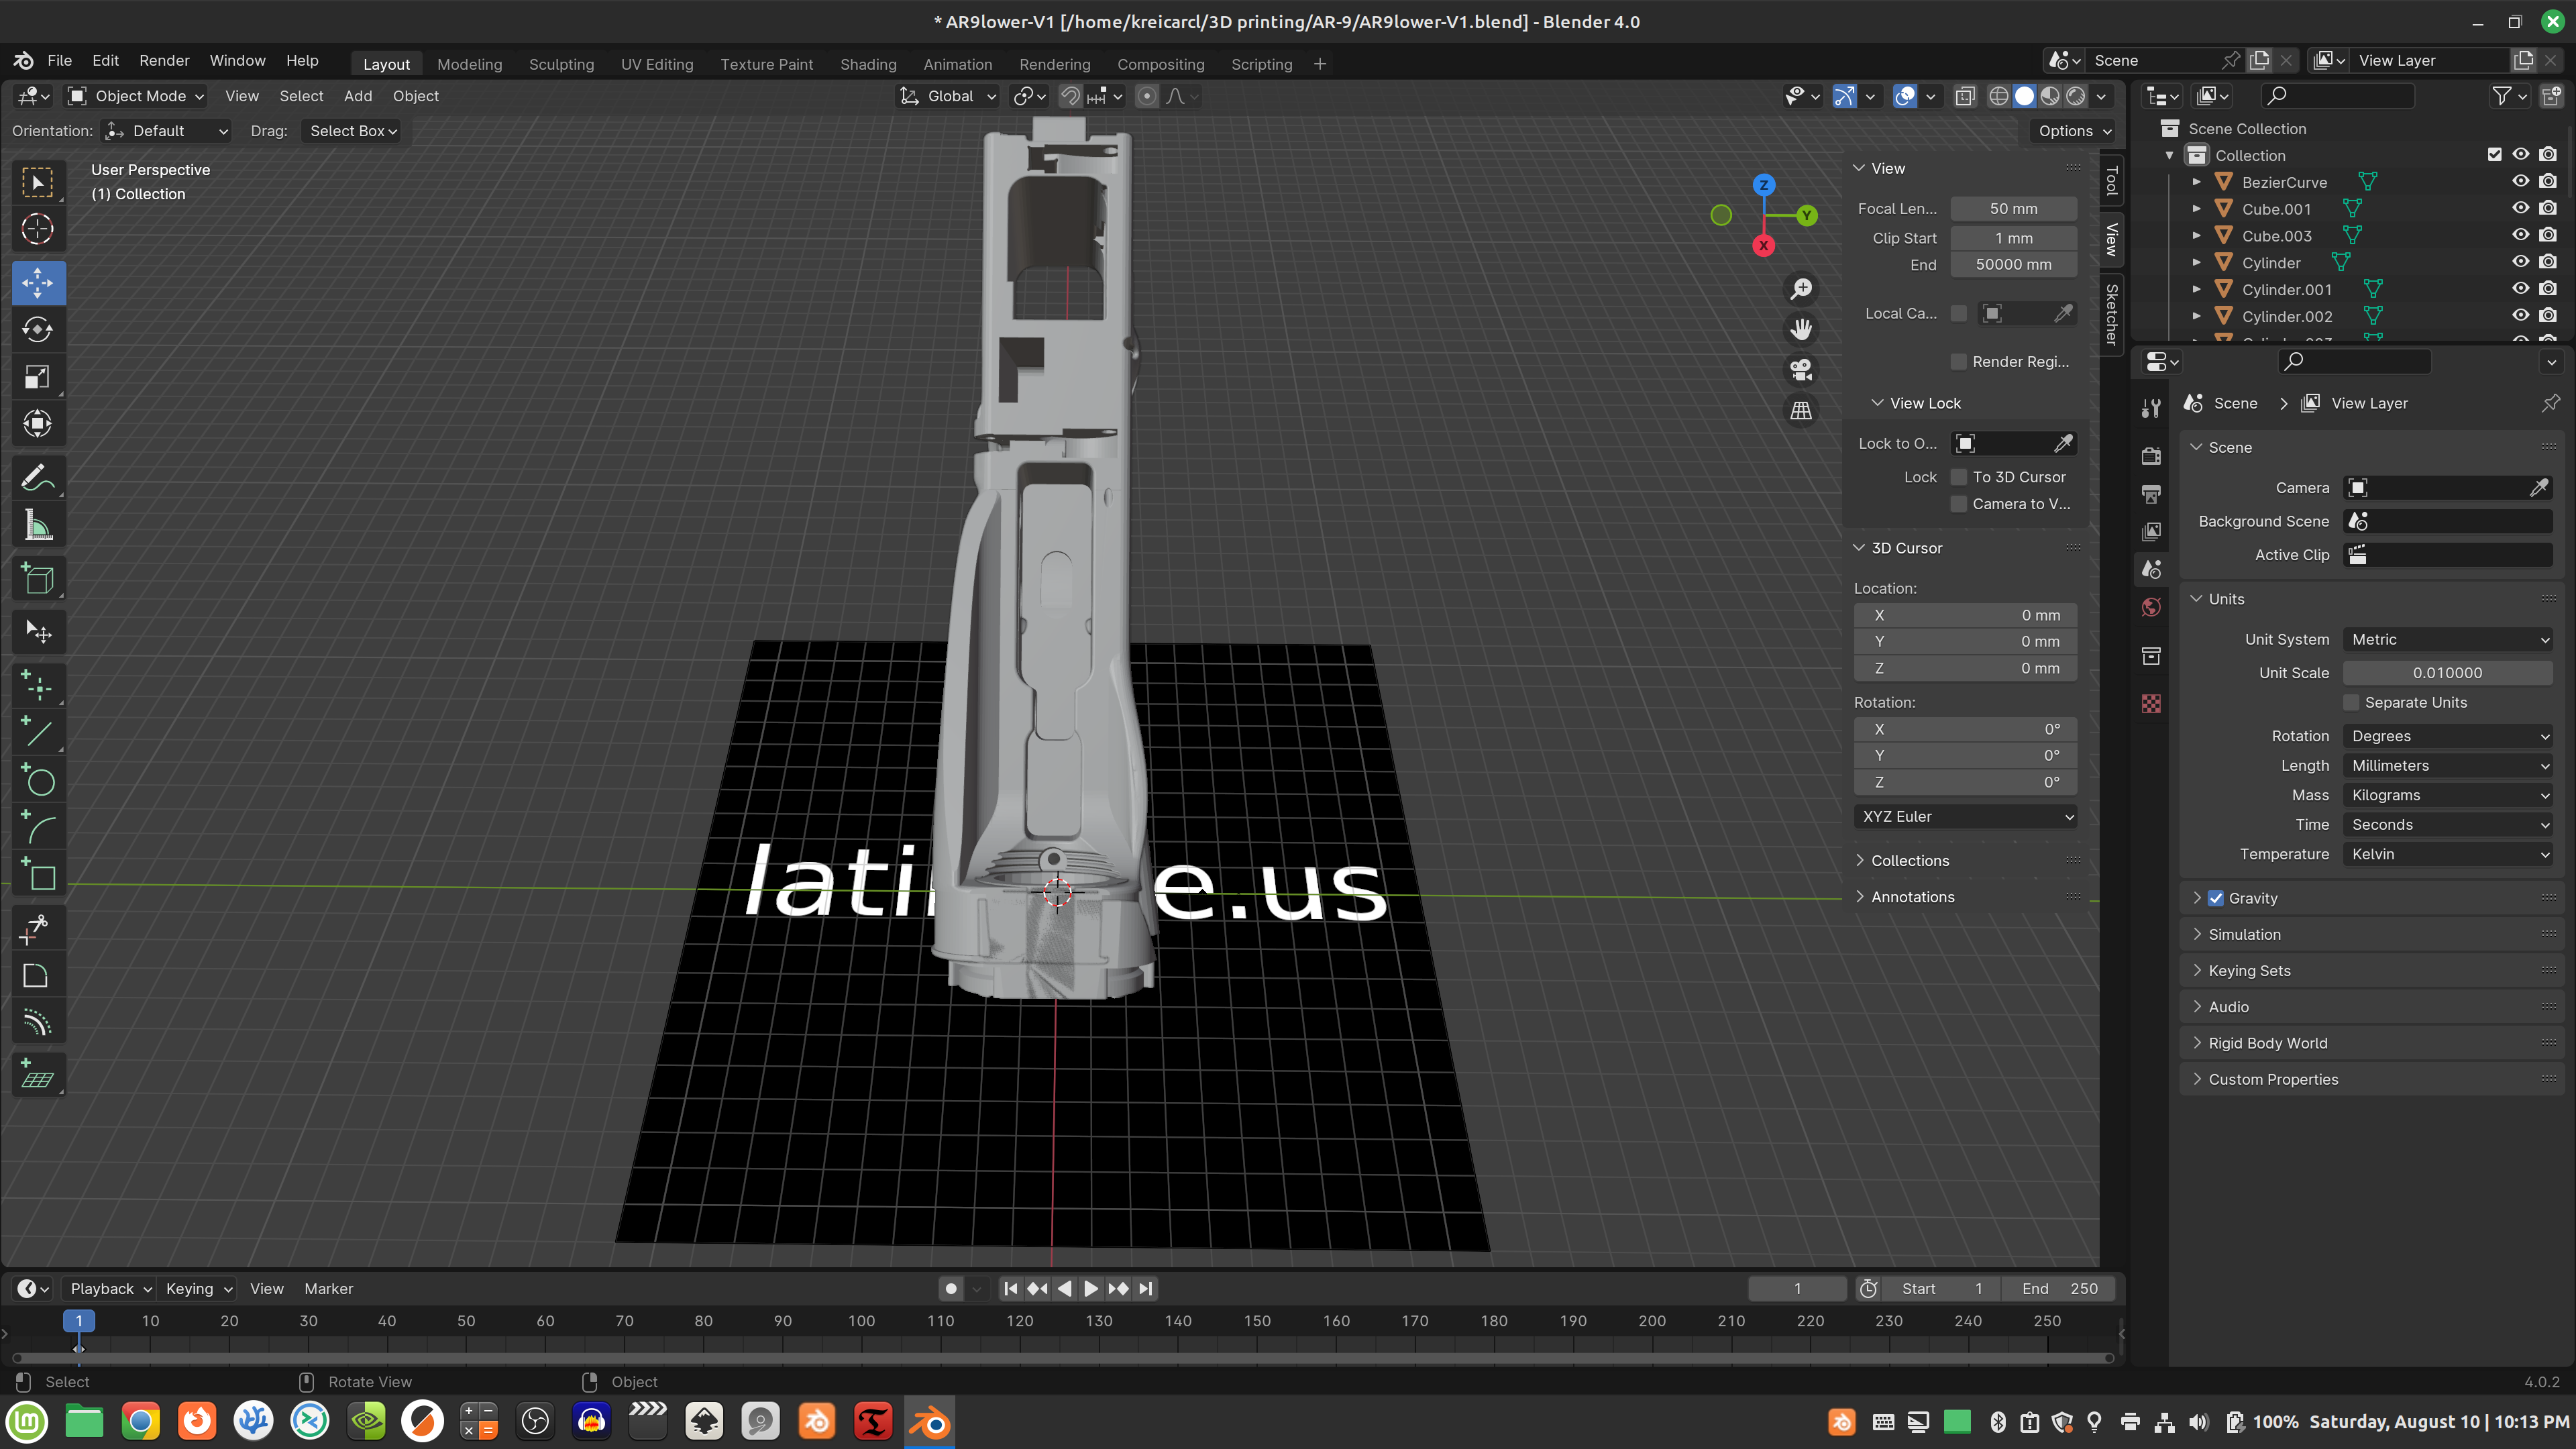 * AR9lower-V1 [/home/kreicarcl/3D printing/AR-9/AR9lower-V1.blend] - Blender 4.0
File Edit Render Window Help Layout Modeling Sculpting UV Editing Texture Paint Shading Animation Rendering Compositing Scripting + Scene View Layer
Object Mode View Select Add Object Global
Orientation: Default Drag: Select Box Options
User Perspective
(1) Collection
Z
Y
X
View
Focal Len... 50 mm
Clip Start 1 mm
End 50000 mm
Local Ca...
Render Regi...
View Lock
Lock to O...
Lock To 3D Cursor
Camera to V...
3D Cursor
Location:
X 0 mm
Y 0 mm
Z 0 mm
Rotation:
X 0°
Y 0°
Z 0°
XYZ Euler
Collections
Annotations
Tool
View
Sketcher
lati
e.us
Scene Collection
Collection
BezierCurve
Cube.001
Cube.003
Cylinder
Cylinder.001
Cylinder.002
Scene > View Layer
Scene
Camera
Background Scene
Active Clip
Units
Unit System Metric
Unit Scale 0.010000
Separate Units
Rotation Degrees
Length Millimeters
Mass Kilograms
Time Seconds
Temperature Kelvin
Gravity
Simulation
Keying Sets
Audio
Rigid Body World
Custom Properties
Playback Keying View Marker 1 Start 1 End 250
1 10 20 30 40 50 60 70 80 90 100 110 120 130 140 150 160 170 180 190 200 210 220 230 240 250
Select Rotate View Object 4.0.2
100% Saturday, August 10 | 10:13 PM